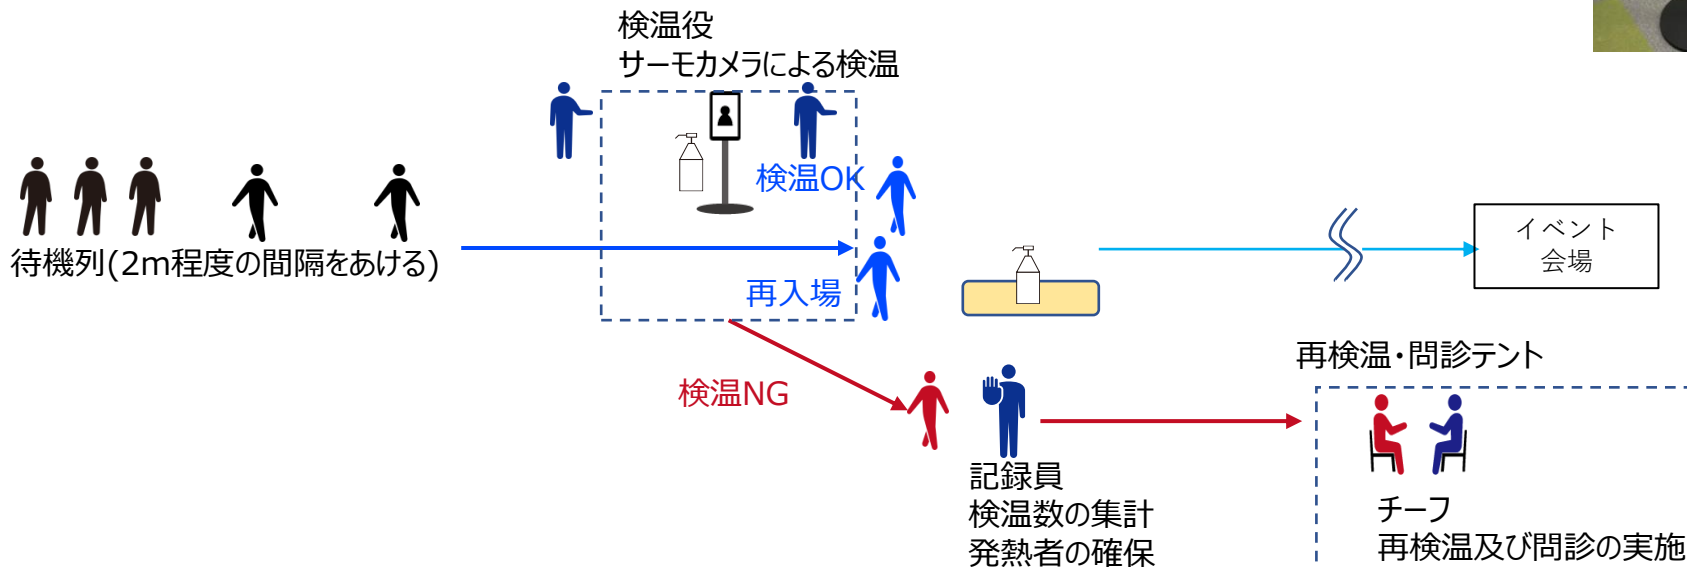 検温役
サーモカメラによる検温
検温OK
待機列(2m程度の間隔をあける)
再入場
イベント
会場
検温NG
再検温・問診テント
記録員
検温数の集計
発熱者の確保
チーフ
再検温及び問診の実施